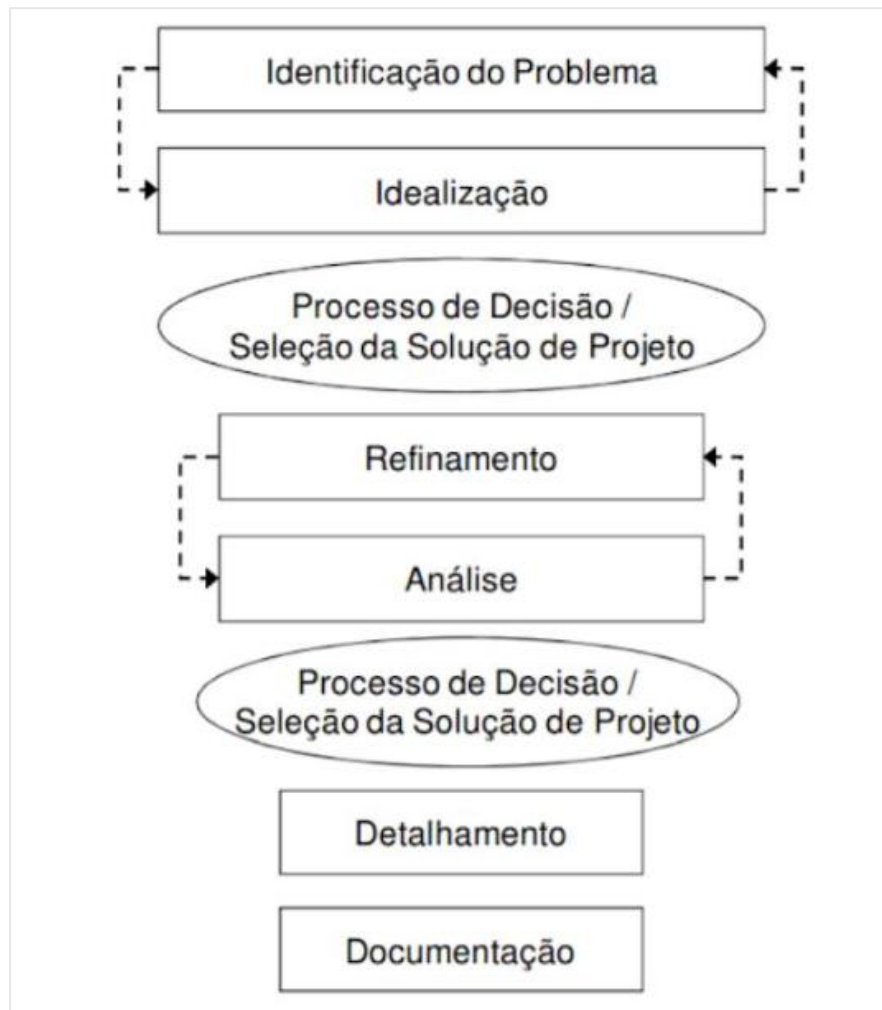 Identificação do Problema
Idealização
Processo de Decisão /
Seleção da Solução de Projeto
Refinamento
Análise
Processo de Decisão /
Seleção da Solução de Projeto
Detalhamento
Documentação